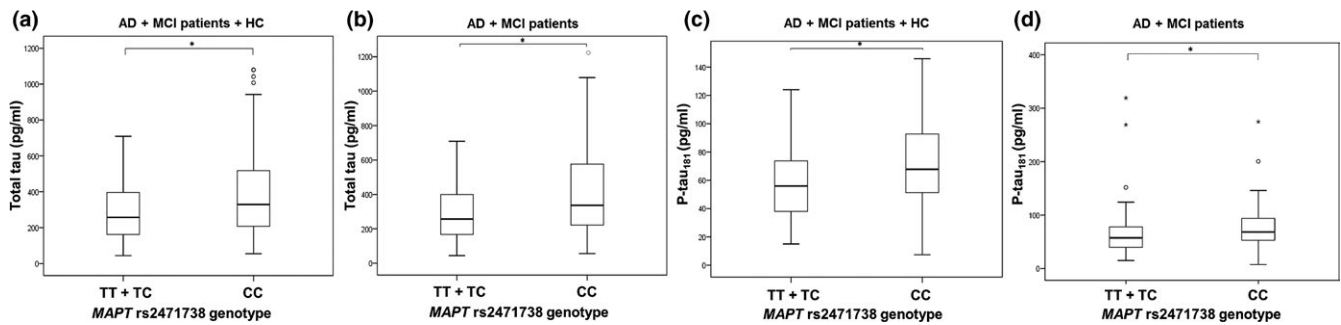 (a)
AD + MCI patients + HC
*
1200
1000
800
600
400
200
0
Total tau (pg/ml)
TT + TC
CC
MAPT rs2471738 genotype
(b)
AD + MCI patients
*
1200
1000
800
600
400
200
0
Total tau (pg/ml)
TT + TC
CC
MAPT rs2471738 genotype
(c)
AD + MCI patients + HC
*
140
120
100
80
60
40
20
0
P-tau181 (pg/ml)
TT + TC
CC
MAPT rs2471738 genotype
(d)
AD + MCI patients
*
400
300
200
100
0
P-tau181 (pg/ml)
TT + TC
CC
MAPT rs2471738 genotype